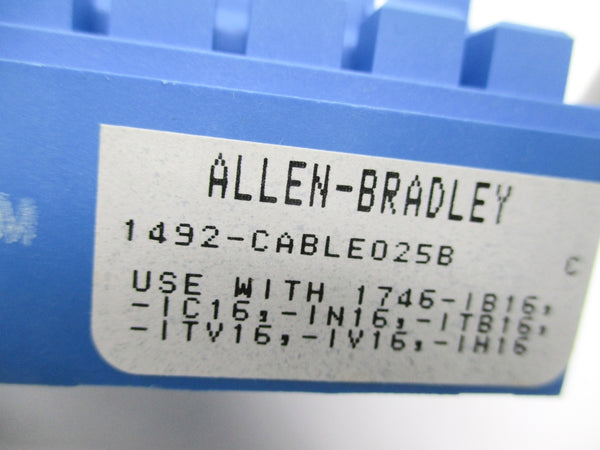 ALLEN-BRADLEY
1492-CABLE025B
C
USE WITH 1746-IB16,
-IC16,-IN16,-ITB16,
-ITV16,-IV16,-IH16
M